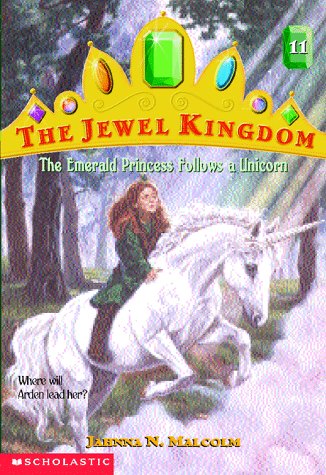 11
THE JEWEL KINGDOM
The Emerald Princess Follows a Unicorn
Where will
Arden lead her?
JAHNNA N. MALCOLM
SCHOLASTIC